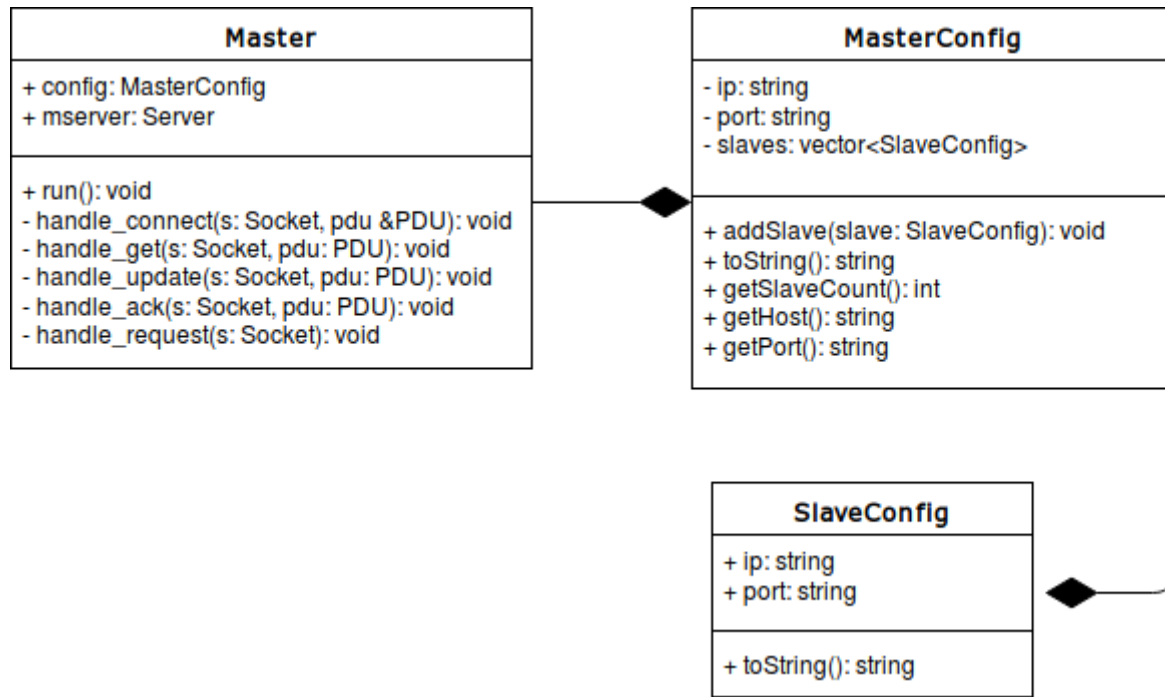 Master
+ config: MasterConfig
+ mserver: Server
+ run(): void
- handle_connect(s: Socket, pdu &PDU): void
- handle_get(s: Socket, pdu: PDU): void
- handle_update(s: Socket, pdu: PDU): void
- handle_ack(s: Socket, pdu: PDU): void
- handle_request(s: Socket): void
MasterConfig
- ip: string
- port: string
- slaves: vector<SlaveConfig>
+ addSlave(slave: SlaveConfig): void
+ toString(): string
+ getSlaveCount(): int
+ getHost(): string
+ getPort(): string
SlaveConfig
+ ip: string
+ port: string
+ toString(): string